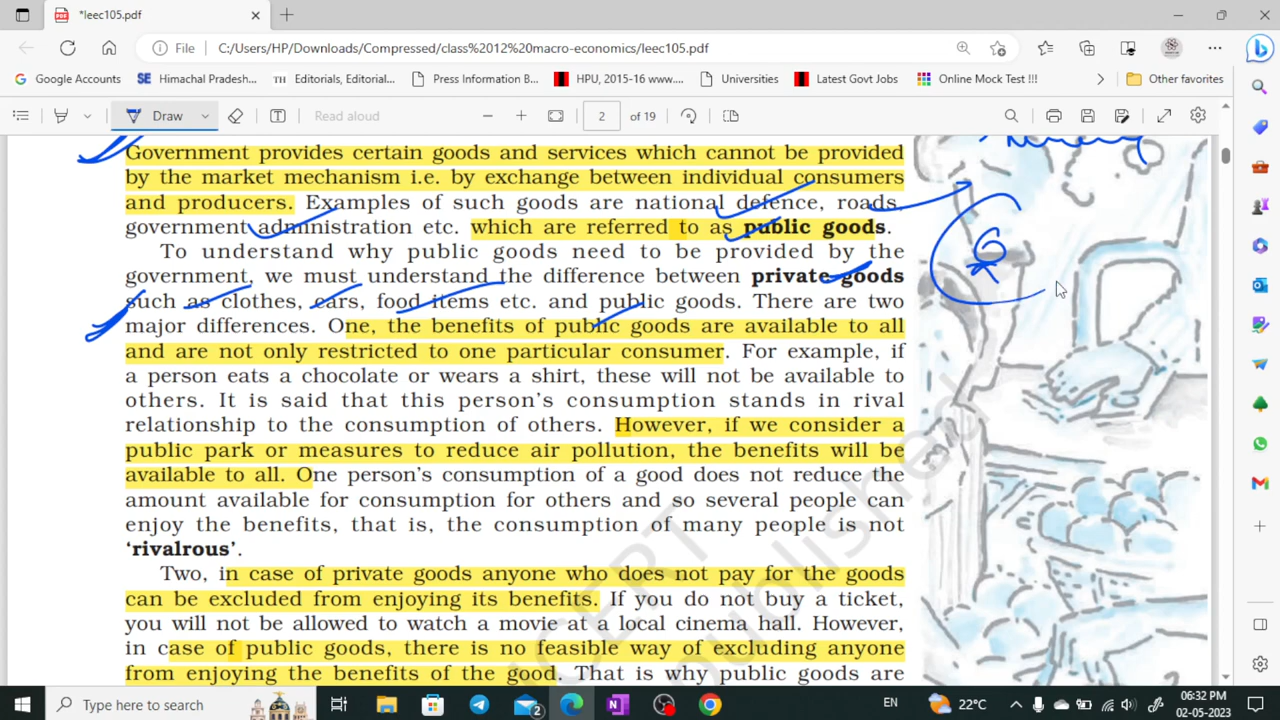 *leec105.pdf
File C:/Users/HP/Downloads/Compressed/class%2012%20macro-economics/leec105.pdf
Google Accounts SE Himachal Pradesh... TH Editorials, Editorial... Press Information B... HPU, 2015-16 www.... Universities Latest Govt Jobs Online Mock Test !!! Other favorites
Draw Read aloud 2 of 19
Government provides certain goods and services which cannot be provided
by the market mechanism i.e. by exchange between individual consumers
and producers. Examples of such goods are national defence, roads,
government administration etc. which are referred to as public goods.
To understand why public goods need to be provided by the
government, we must understand the difference between private goods
such as clothes, cars, food items etc. and public goods. There are two
major differences. One, the benefits of public goods are available to all
and are not only restricted to one particular consumer. For example, if
a person eats a chocolate or wears a shirt, these will not be available to
others. It is said that this person's consumption stands in rival
relationship to the consumption of others. However, if we consider a
public park or measures to reduce air pollution, the benefits will be
available to all. One person's consumption of a good does not reduce the
amount available for consumption for others and so several people can
enjoy the benefits, that is, the consumption of many people is not
'rivalrous'.
Two, in case of private goods anyone who does not pay for the goods
can be excluded from enjoying its benefits. If you do not buy a ticket,
you will not be allowed to watch a movie at a local cinema hall. However,
in case of public goods, there is no feasible way of excluding anyone
from enjoying the benefits of the good. That is why public goods are
Type here to search 2 EN 22°C 06:32 PM
02-05-2023